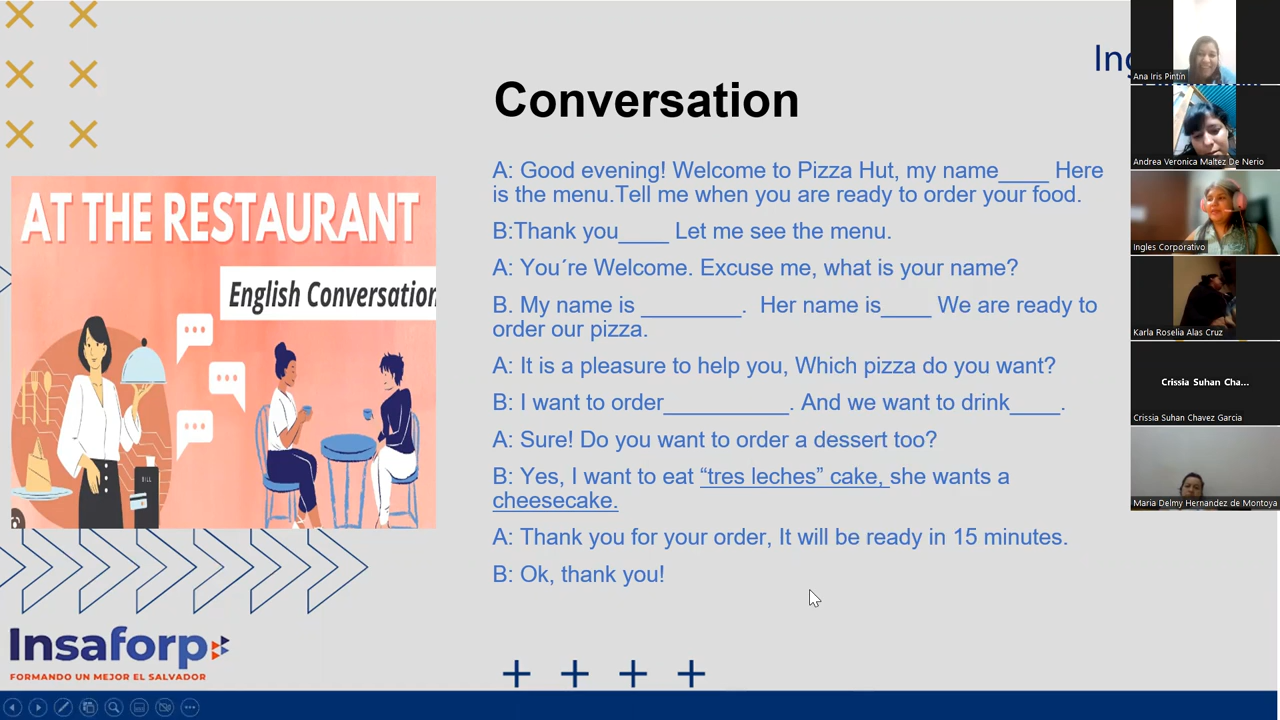 Ing
Conversation
A: Good evening! Welcome to Pizza Hut, my name____ Here
is the menu.Tell me when you are ready to order your food.
B:Thank you____ Let me see the menu.
A: You´re Welcome. Excuse me, what is your name?
B. My name is ________.  Her name is____ We are ready to
order our pizza.
A: It is a pleasure to help you, Which pizza do you want?
B: I want to order__________. And we want to drink____.
A: Sure! Do you want to order a dessert too?
B: Yes, I want to eat “tres leches” cake, she wants a
cheesecake.
A: Thank you for your order, It will be ready in 15 minutes.
B: Ok, thank you!
AT THE RESTAURANT
English Conversation
BILL
Insaforp
FORMANDO UN MEJOR EL SALVADOR
Ana Iris Pintín
Andrea Veronica Maltez De Nerio
Ingles Corporativo
Karla Roselia Alas Cruz
Crissia Suhan Cha...
Crissia Suhan Chavez Garcia
Maria Delmy Hernandez de Montoya